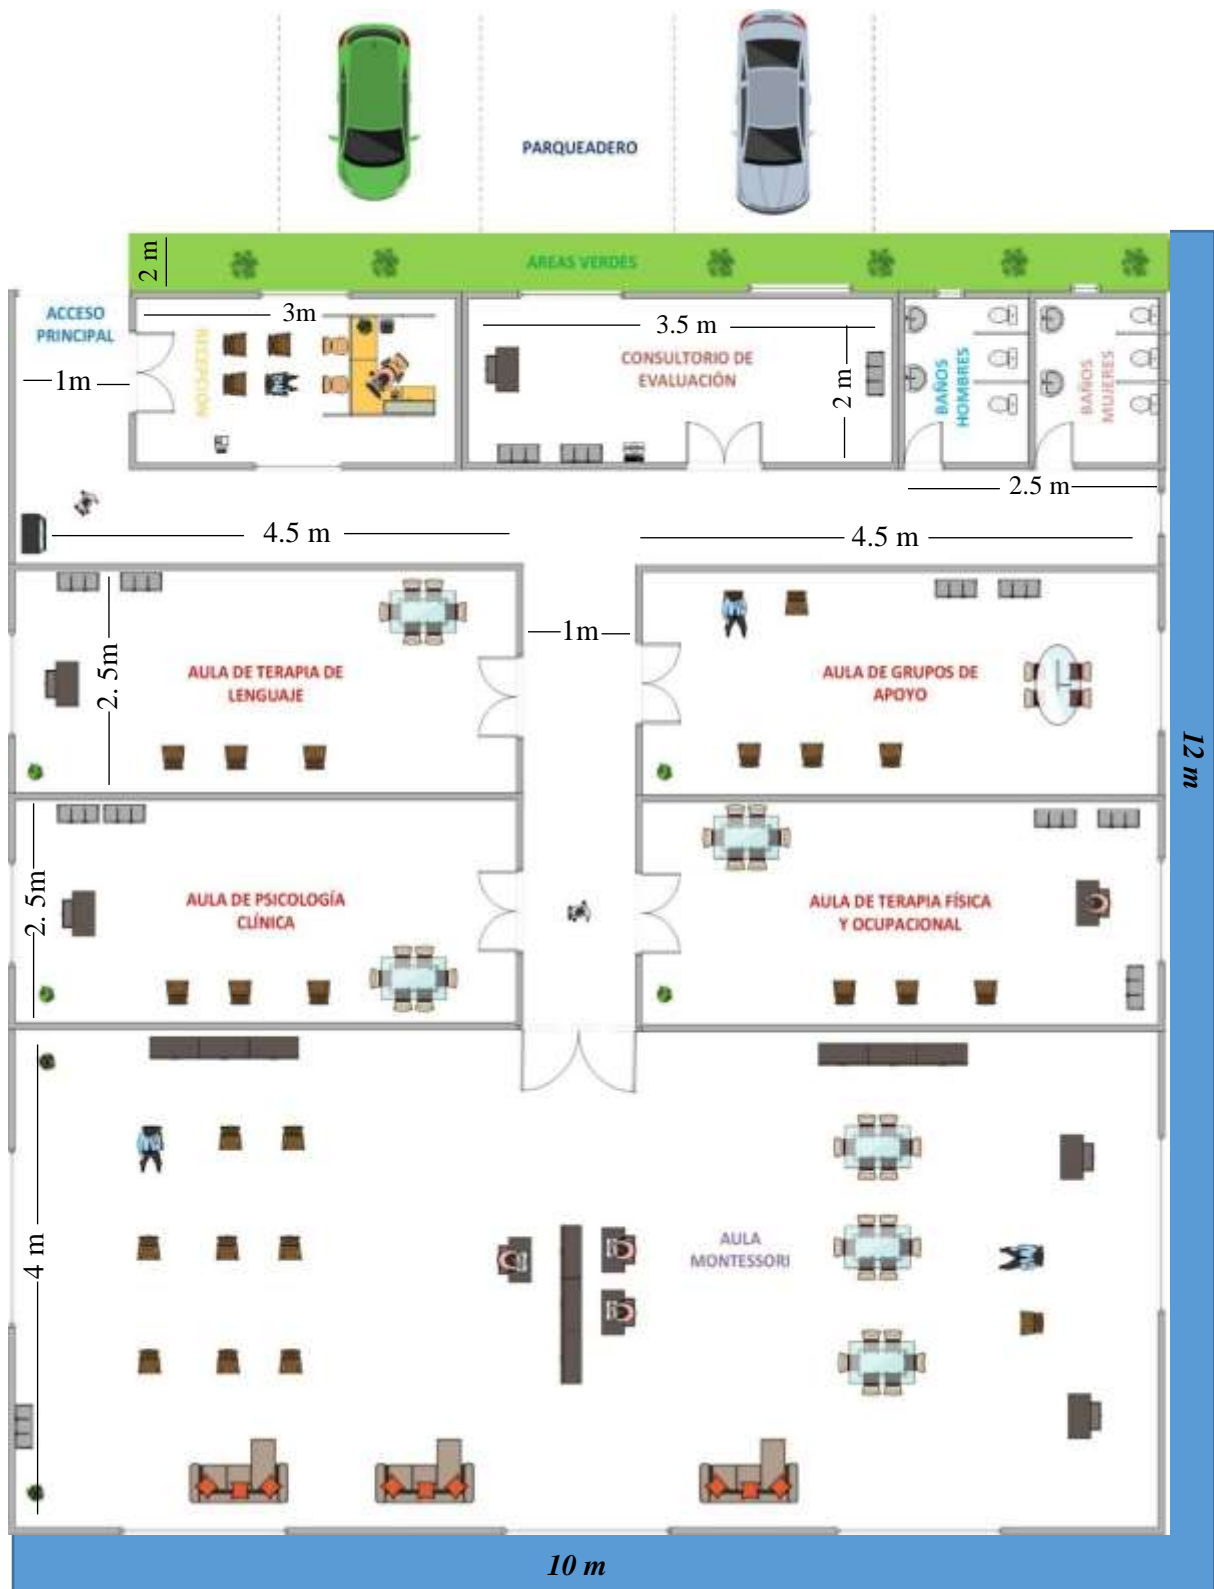 PARQUEADERO
2 m
AREAS VERDES
ACCESO
PRINCIPAL
1m
3m
RECEPCIÓN
3.5 m
CONSULTORIO DE
EVALUACIÓN
2 m
BAÑOS
HOMBRES
BAÑOS
MUJERES
2.5 m
4.5 m
4.5 m
2. 5m
AULA DE TERAPIA DE
LENGUAJE
1m
AULA DE GRUPOS DE
APOYO
12 m
2. 5m
AULA DE PSICOLOGÍA
CLÍNICA
AULA DE TERAPIA FÍSICA
Y OCUPACIONAL
4 m
AULA
MONTESSORI
10 m